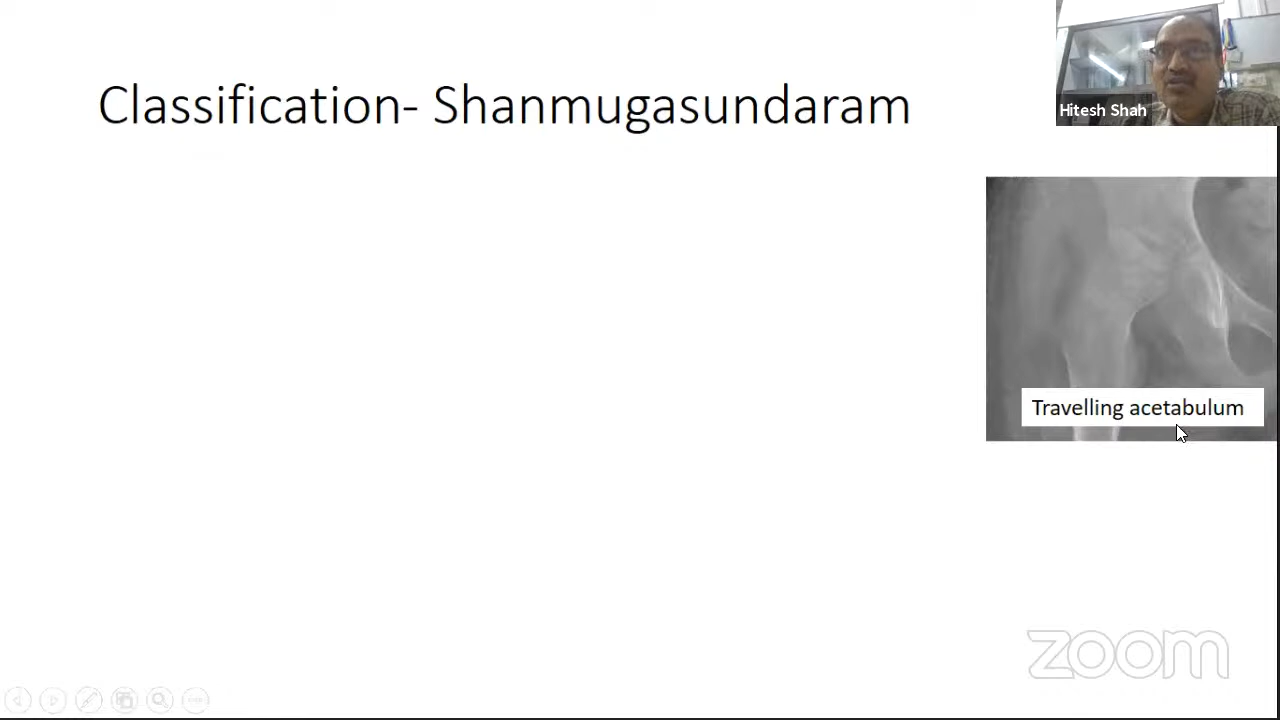 Classification- Shanmugasundaram
Hitesh Shah
Travelling acetabulum
zoom